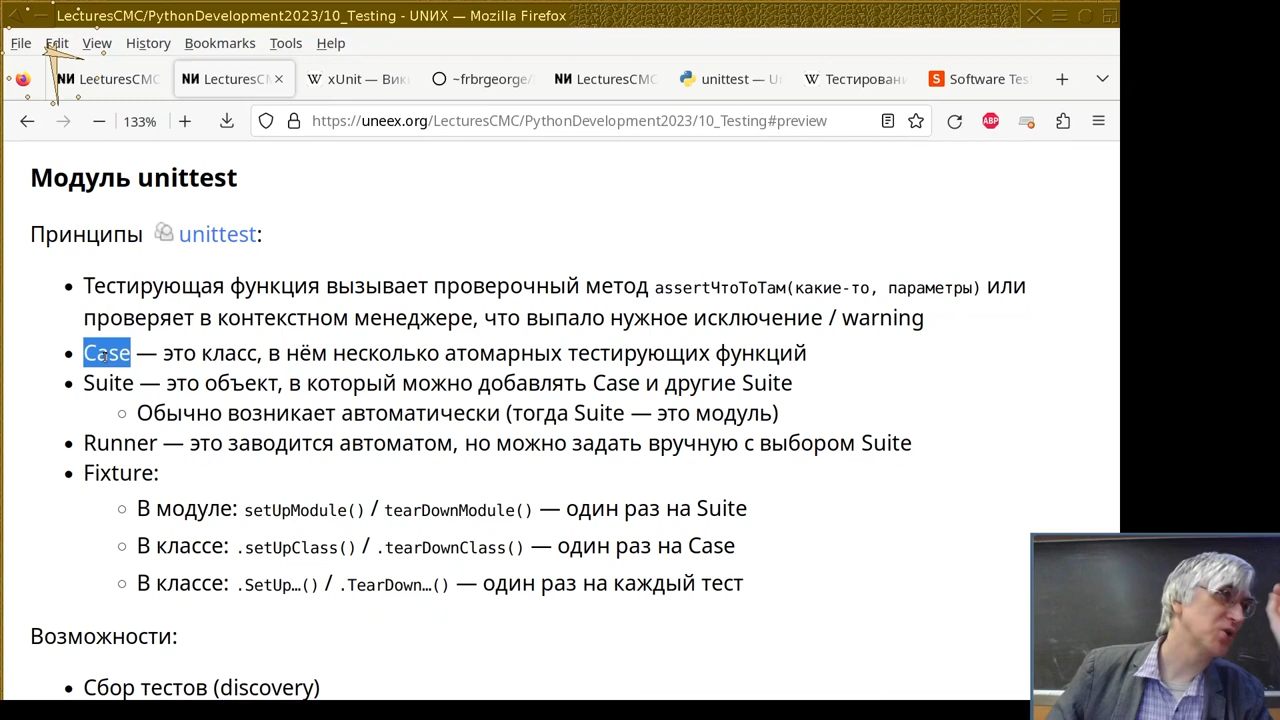 LecturesCMC/PythonDevelopment2023/10_Testing - UNИX — Mozilla Firefox
File Edit View History Bookmarks Tools Help
NИ LecturesCMC NИ LecturesCM xUnit — Вик ~frbrgeorge/ NИ LecturesCMC unittest — U Тестирован S Software Tes
133% https://uneex.org/LecturesCMC/PythonDevelopment2023/10_Testing#preview ABP
Модуль unittest
Принципы unittest:
Тестирующая функция вызывает проверочный метод assertЧтоТоТам(какие-то, параметры) или
проверяет в контекстном менеджере, что выпало нужное исключение / warning
Case — это класс, в нём несколько атомарных тестирующих функций
Suite — это объект, в который можно добавлять Case и другие Suite
Обычно возникает автоматически (тогда Suite — это модуль)
Runner — это заводится автоматом, но можно задать вручную с выбором Suite
Fixture:
В модуле: setUpModule() / tearDownModule() — один раз на Suite
В классе: .setUpClass() / .tearDownClass() — один раз на Case
В классе: .SetUp…() / .TearDown…() — один раз на каждый тест
Возможности:
Сбор тестов (discovery)